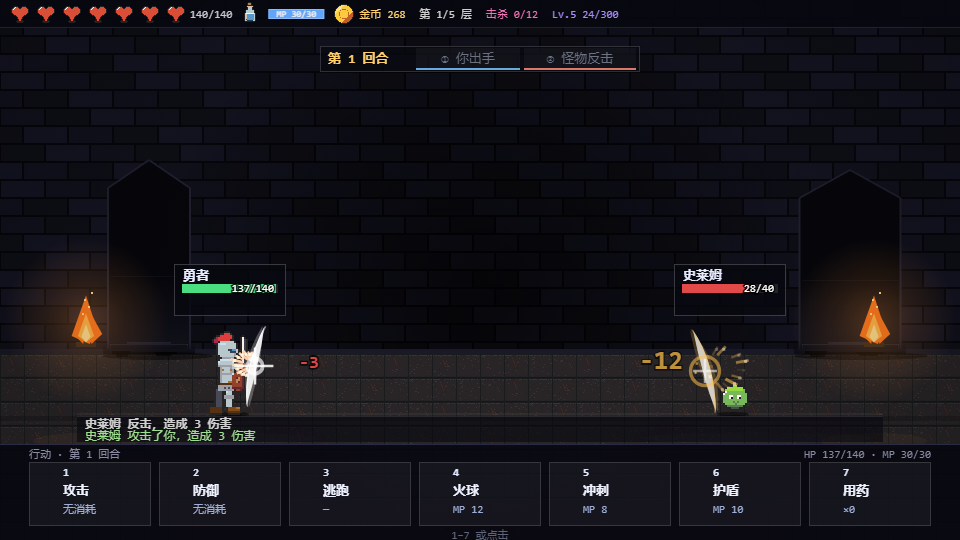 140/140 MP 30/30 金币 268 第 1/5 层 击杀 0/12 Lv.5 24/300
第 1 回合 ① 你出手 ② 怪物反击
勇者
137/140
史莱姆
28/40
-3
-12
史莱姆 反击, 造成 3 伤害
史莱姆 攻击了你, 造成 3 伤害
行动 · 第 1 回合
HP 137/140 · MP 30/30
1
攻击
无消耗
2
防御
无消耗
3
逃跑
—
4
火球
MP 12
5
冲刺
MP 8
6
护盾
MP 10
7
用药
×0
1-7 或点击